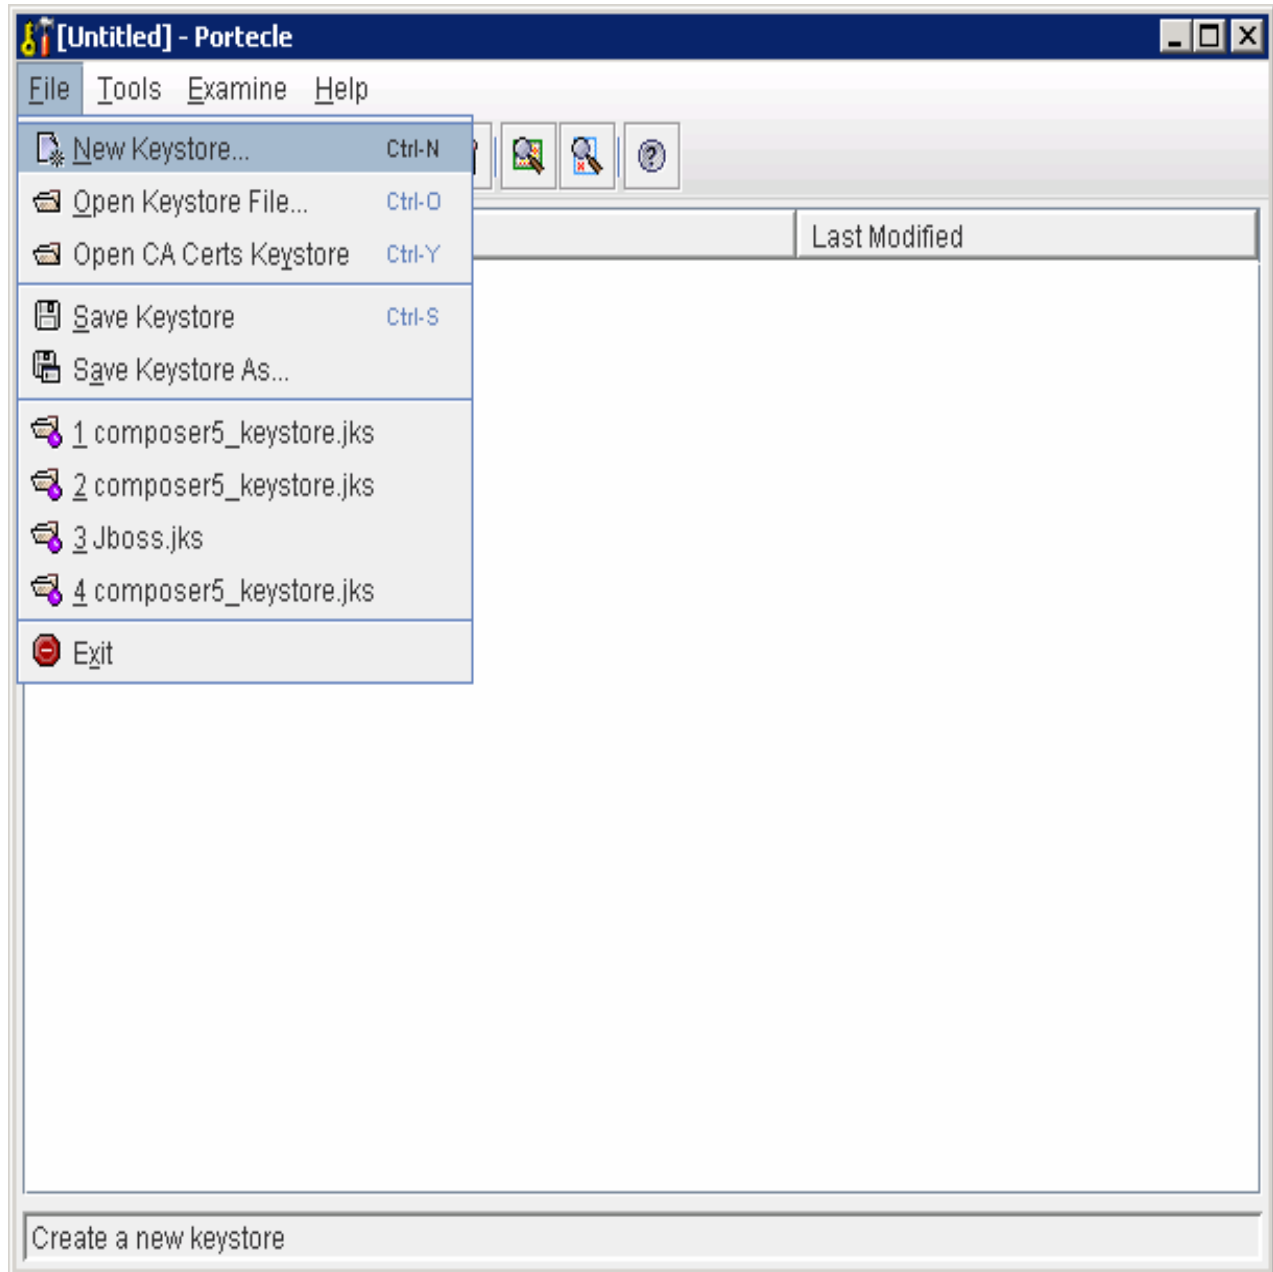 [Untitled] - Portecle
File Tools Examine Help
New Keystore... Ctrl-N
Open Keystore File... Ctrl-O
Open CA Certs Keystore Ctrl-Y
Last Modified
Save Keystore Ctrl-S
Save Keystore As...
1 composer5_keystore.jks
2 composer5_keystore.jks
3 Jboss.jks
4 composer5_keystore.jks
Exit
Create a new keystore